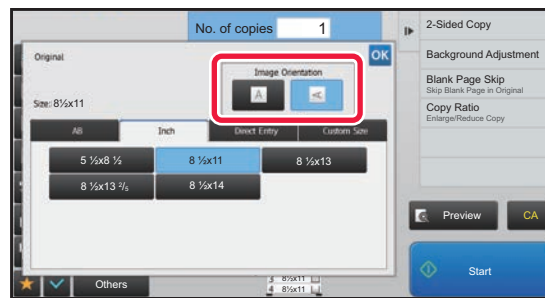 No. of copies 1
2-Sided Copy
Original
OK
Background Adjustment
Image Orientation
Blank Page Skip
Skip Blank Page in Original
A
A
Size: 8½x11
Copy Ratio
Enlarge/Reduce Copy
AB
Inch
Direct Entry
Custom Size
5 ½x8 ½
8 ½x11
8 ½x13
8 ½x13 ²/₅
8 ½x14
Preview
CA
Start
Others
3 8½x11
4 8½x11